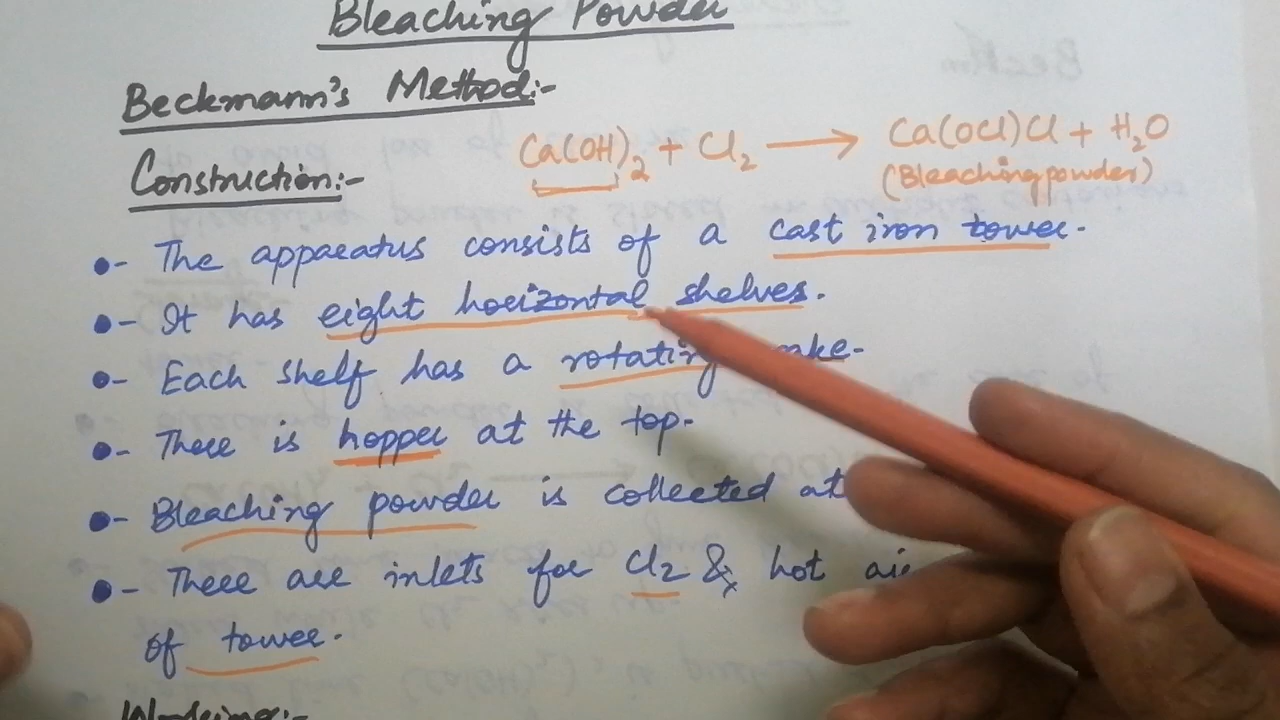 Bleaching Powder
Beckmann's Method:-
Ca(OH)2 + Cl2 → Ca(OCl)Cl + H2O
(Bleaching powder)
Construction:-
- The apparatus consists of a cast iron tower.
- It has eight horizontal shelves.
- Each shelf has a rotating
- There is hopper at the top.
- Bleaching powder is collected at
- There are inlets for Cl2 & hot air
of tower.
Working:-